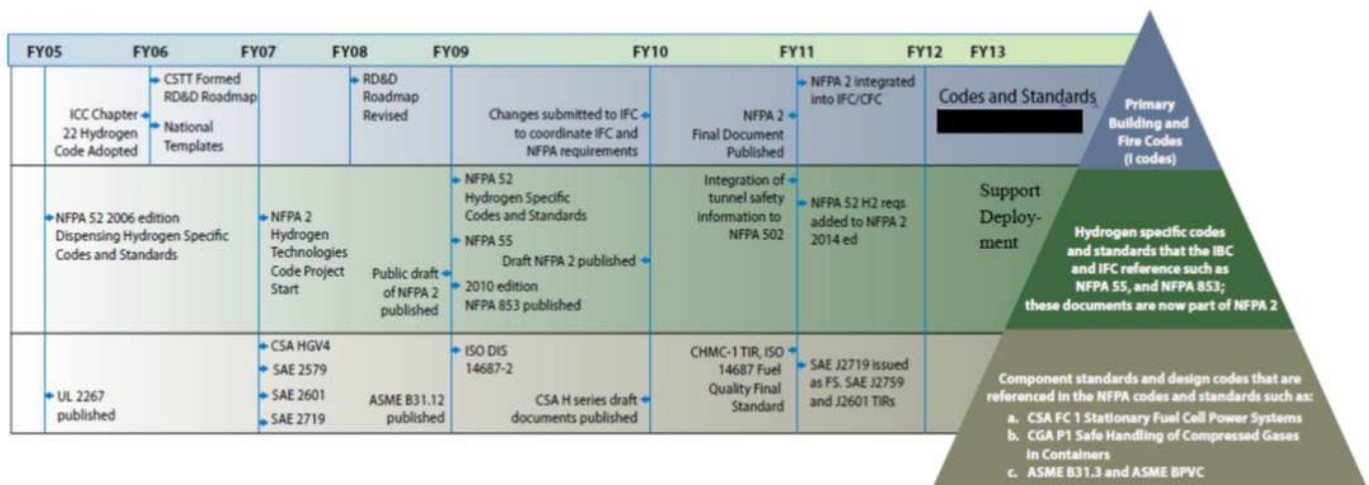 FY05 FY06 FY07 FY08 FY09 FY10 FY11 FY12 FY13
ICC Chapter
22 Hydrogen
Code Adopted
CSTT Formed
RD&D Roadmap
National
Templates
RD&D
Roadmap
Revised
Changes submitted to IFC
to coordinate IFC and
NFPA requirements
NFPA 2
Final Document
Published
NFPA 2 integrated
into IFC/CFC
Codes and Standards
Primary
Building and
Fire Codes
(I codes)
NFPA 52 2006 edition
Dispensing Hydrogen Specific
Codes and Standards
NFPA 2
Hydrogen
Technologies
Code Project
Start
Public draft
of NFPA 2
published
NFPA 52
Hydrogen Specific
Codes and Standards
NFPA 55
Draft NFPA 2 published
2010 edition
NFPA 853 published
Integration of
tunnel safety
information to
NFPA 502
NFPA 52 H2 reqs
added to NFPA 2
2014 ed
Support
Deploy-
ment
Hydrogen specific codes
and standards that the IBC
and IFC reference such as
NFPA 55, and NFPA 853;
these documents are now part of NFPA 2
UL 2267
published
CSA HGV4
SAE 2579
SAE 2601
SAE 2719
ASME B31.12
published
ISO DIS
14687-2
CSA H series draft
documents published
CHMC-1 TIR, ISO
14687 Fuel
Quality Final
Standard
SAE J2719 issued
as FS. SAE J2759
and J2601 TIRs
Component standards and design codes that are
referenced in the NFPA codes and standards such as:
a. CSA FC 1 Stationary Fuel Cell Power Systems
b. CGA P1 Safe Handling of Compressed Gases
in Containers
c. ASME B31.3 and ASME BPVC